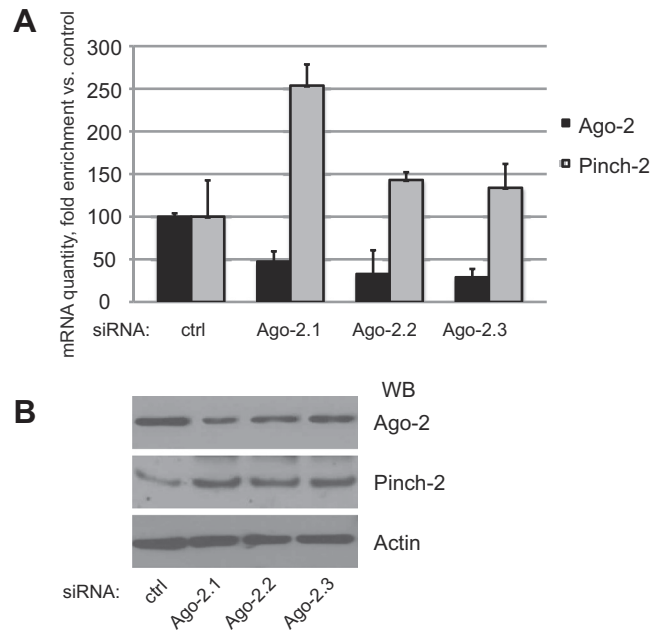 A
mRNA quantity, fold enrichment vs. control
300
250
200
150
100
50
0
Ago-2
Pinch-2
siRNA: ctrl Ago-2.1 Ago-2.2 Ago-2.3
B
WB
Ago-2
Pinch-2
Actin
siRNA: ctrl Ago-2.1 Ago-2.2 Ago-2.3